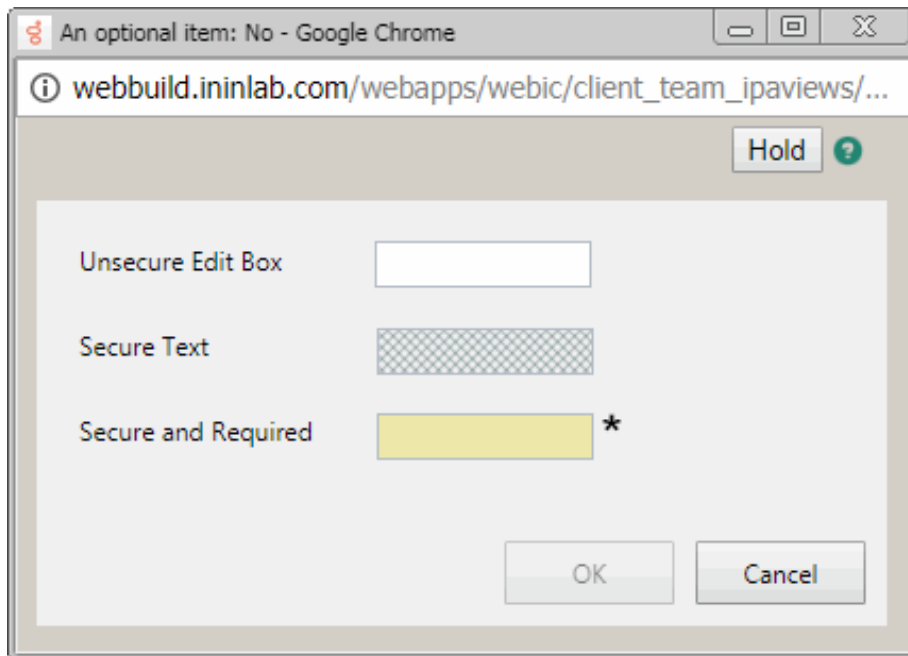 An optional item: No - Google Chrome
webbuild.ininlab.com/webapps/webic/client_team_ipaviews/...
Hold ?
Unsecure Edit Box
Secure Text
Secure and Required *
OK Cancel